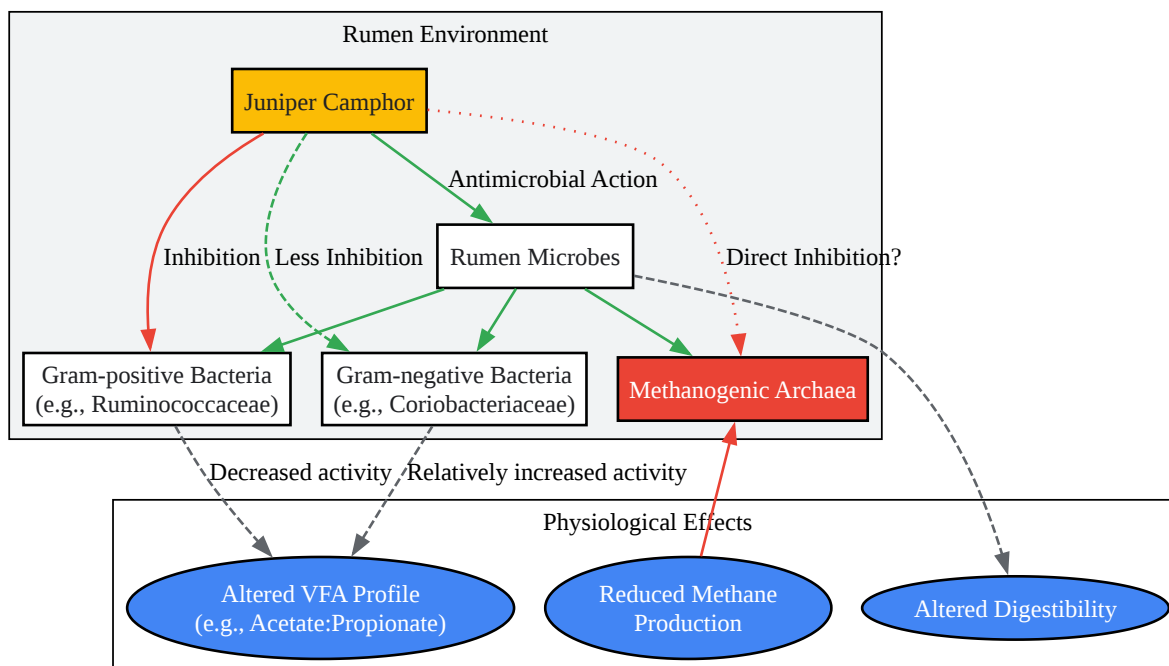 Rumen Environment
Juniper Camphor
Antimicrobial Action
Inhibition
Less Inhibition
Rumen Microbes
Direct Inhibition?
Gram-positive Bacteria
(e.g., Ruminococcaceae)
Gram-negative Bacteria
(e.g., Coriobacteriaceae)
Methanogenic Archaea
Decreased activity
Relatively increased activity
Physiological Effects
Altered VFA Profile
(e.g., Acetate:Propionate)
Reduced Methane
Production
Altered Digestibility